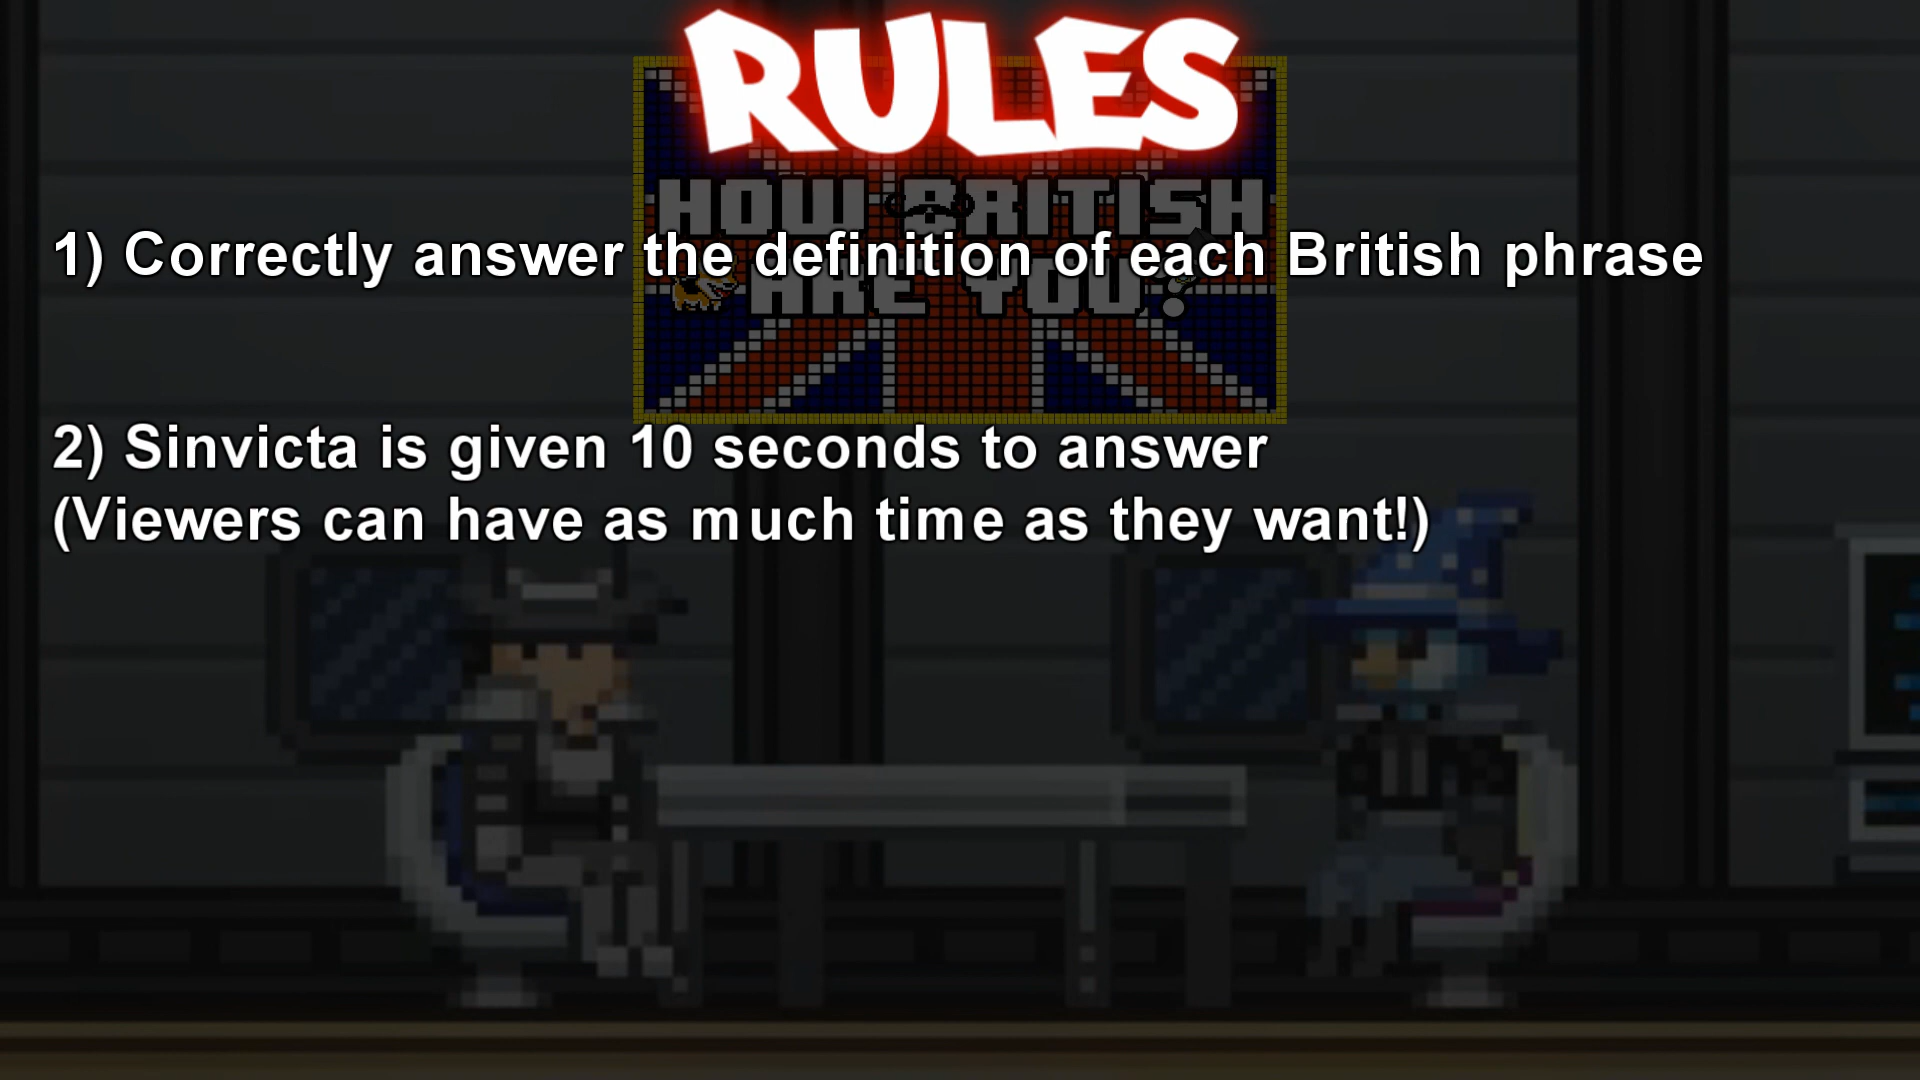 RULES
HOW BRITISH
ARE YOU?
1) Correctly answer the definition of each British phrase
2) Sinvicta is given 10 seconds to answer
(Viewers can have as much time as they want!)